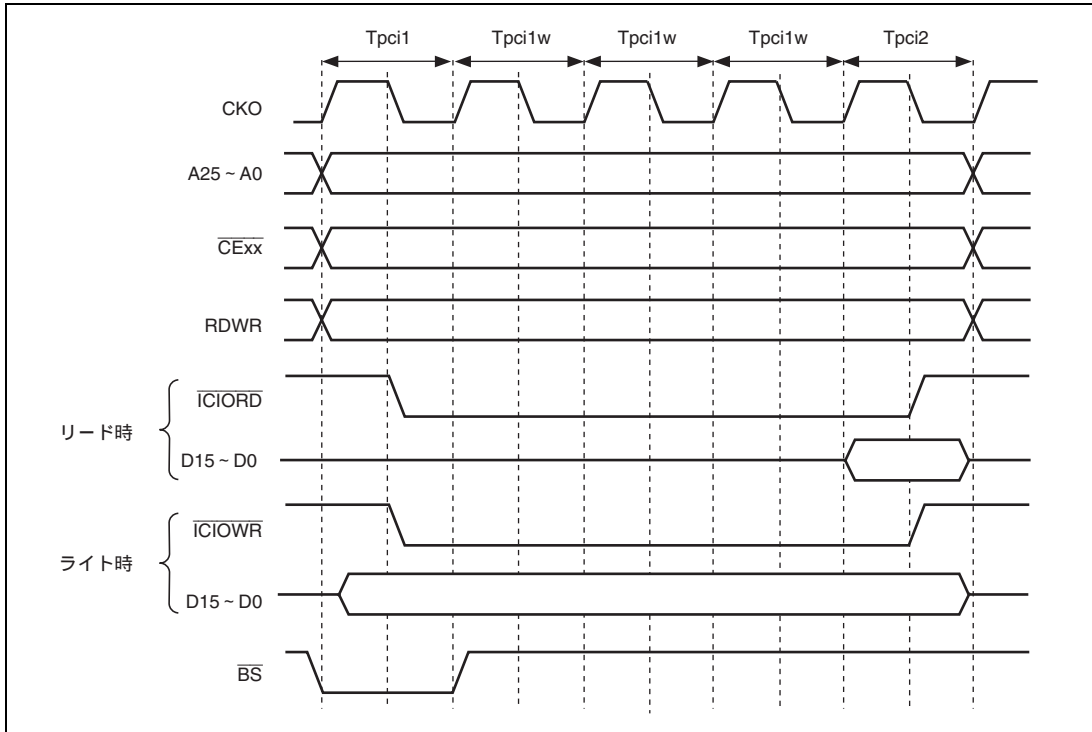 Tpci1 Tpci1w Tpci1w Tpci1w Tpci2
CKO
A25 ~ A0
CExx
RDWR
リード時
ICIORD
D15 ~ D0
ライト時
ICIOWR
D15 ~ D0
BS